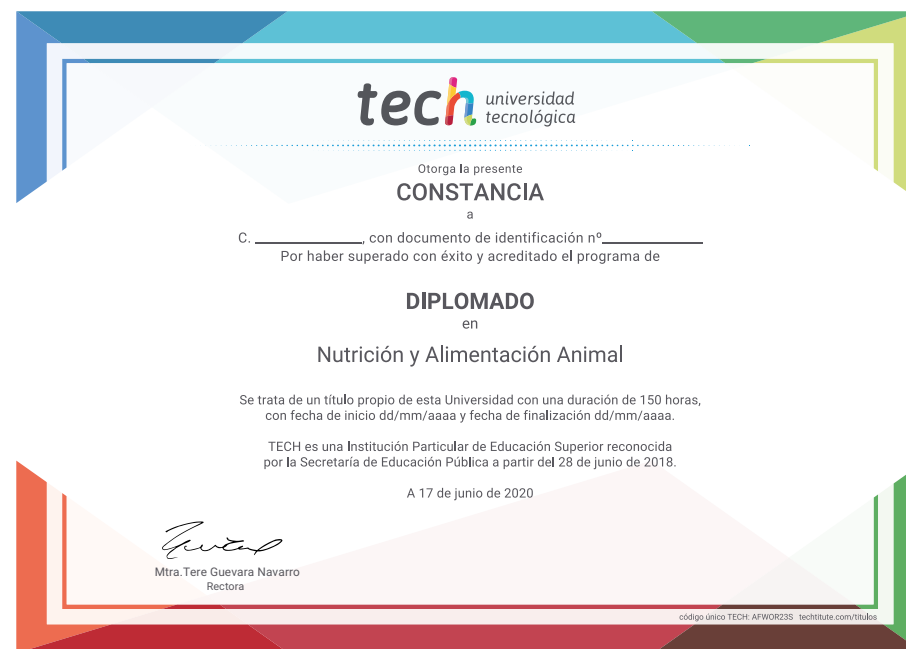 tech universidad
tecnológica
Otorga la presente
CONSTANCIA
a
C. ____________, con documento de identificación nº____________
Por haber superado con éxito y acreditado el programa de
DIPLOMADO
en
Nutrición y Alimentación Animal
Se trata de un título propio de esta Universidad con una duración de 150 horas,
con fecha de inicio dd/mm/aaaa y fecha de finalización dd/mm/aaaa.
TECH es una Institución Particular de Educación Superior reconocida
por la Secretaría de Educación Pública a partir del 28 de junio de 2018.
A 17 de junio de 2020
Mtra.Tere Guevara Navarro
Rectora
código único TECH: AFWOR23S techtitute.com/titulos